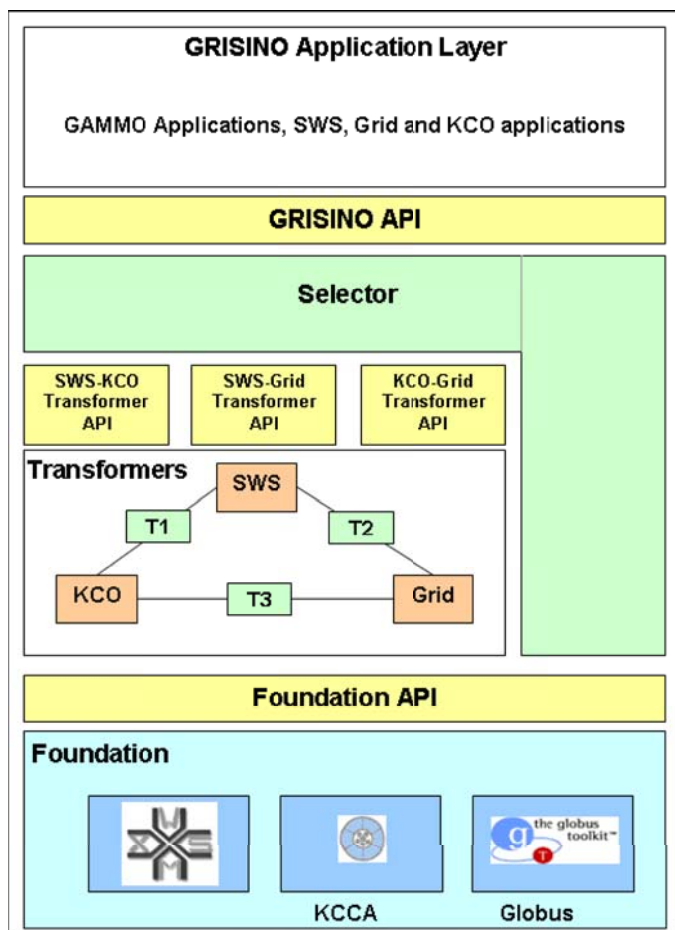 GRISINO Application Layer
GAMMO Applications, SWS, Grid and KCO applications
GRISINO API
Selector
SWS-KCO
Transformer
API
SWS-Grid
Transformer
API
KCO-Grid
Transformer
API
Transformers
SWS
T1
T2
KCO
T3
Grid
Foundation API
Foundation
W
X
S
M
g the globus
toolkit™
T
KCCA
Globus